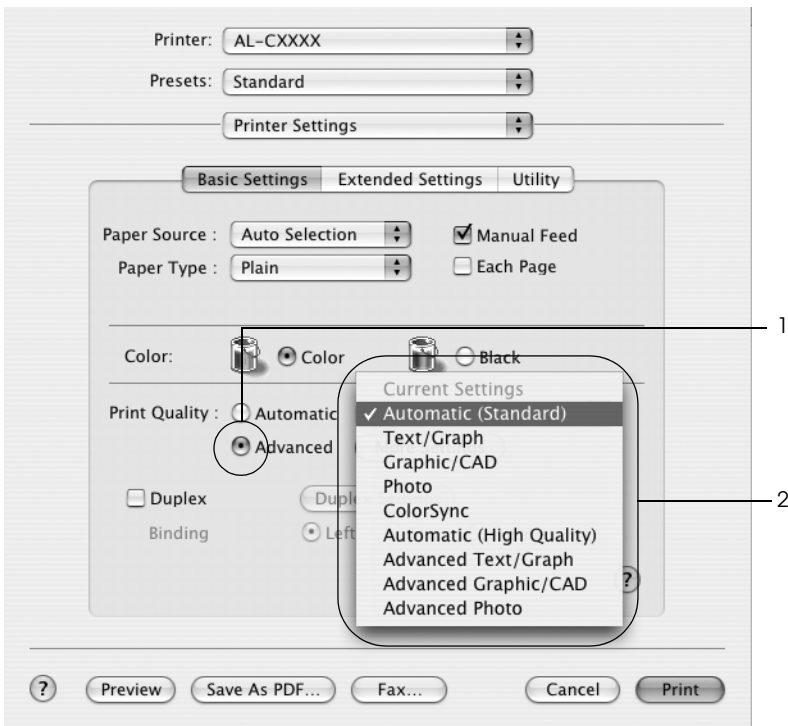 Printer: AL-CXXXX
Presets: Standard
Printer Settings
Basic Settings Extended Settings Utility
Paper Source : Auto Selection Manual Feed
Paper Type : Plain Each Page
1
Color: Color Black
Print Quality : Automatic
Advanced
Current Settings
✓ Automatic (Standard)
Text/Graph
Graphic/CAD
Photo
ColorSync
Automatic (High Quality)
Advanced Text/Graph
Advanced Graphic/CAD
Advanced Photo
2
Duplex
Binding Left
?
? Preview Save As PDF... Fax... Cancel Print